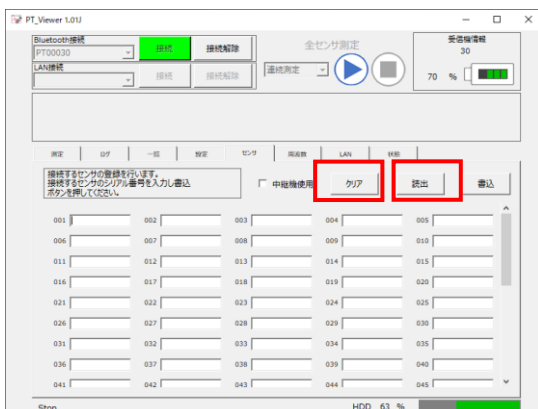 PT_Viewer 1.01J
Bluetooth接続
PT00030
接続
接続解除
LAN接続
接続
接続解除
全センサ測定
連続測定
受信機情報
30
70 %
測定 ログ 一括 設定 センサ 周波数 LAN 状態
接続するセンサの登録を行います。
接続するセンサのシリアル番号を入力し書込
ボタンを押してください。
中継機使用
クリア
読出
書込
001 002 003 004 005
006 007 008 009 010
011 012 013 014 015
016 017 018 019 020
021 022 023 024 025
026 027 028 029 030
031 032 033 034 035
036 037 038 039 040
041 042 043 044 045
Stop
HDD 63 %